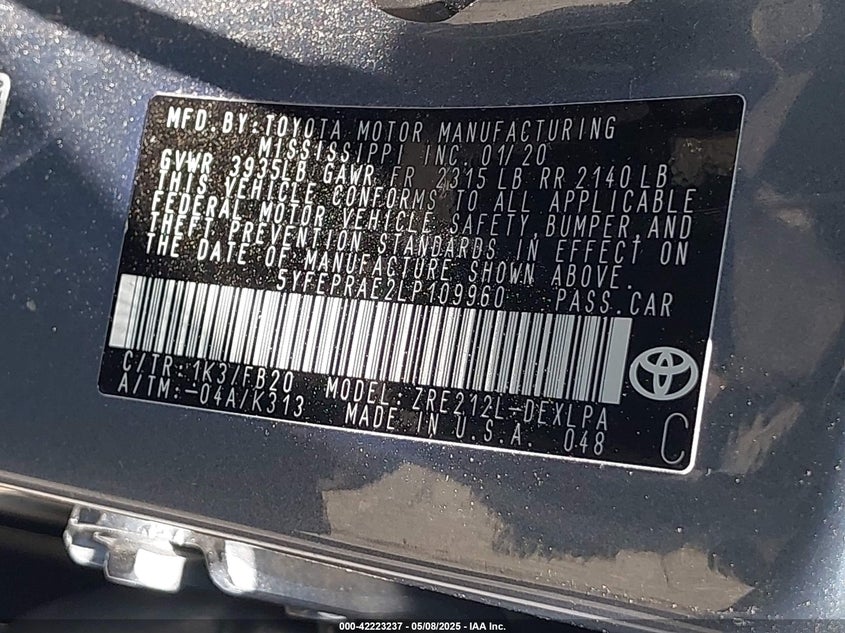 MFD.BY:TOYOTA MOTOR MANUFACTURING
MISSISSIPPI INC. 01/20
GVWR 3935LB GAWR FR 2315 LB RR 2140 LB
THIS VEHICLE CONFORMS TO ALL APPLICABLE
FEDERAL MOTOR VEHICLE SAFETY, BUMPER, AND
THEFT PREVENTION STANDARDS IN EFFECT ON
THE DATE OF MANUFACTURE SHOWN ABOVE.
5YFEPRAE2LP109960 PASS.CAR
C/TR:1K3/FB20 MODEL:ZRE212L-DEXLPA
A/TM:-04A/K313 MADE IN U.S.A. 048
C
000-42223237 - 05/08/2025 - IAA Inc.